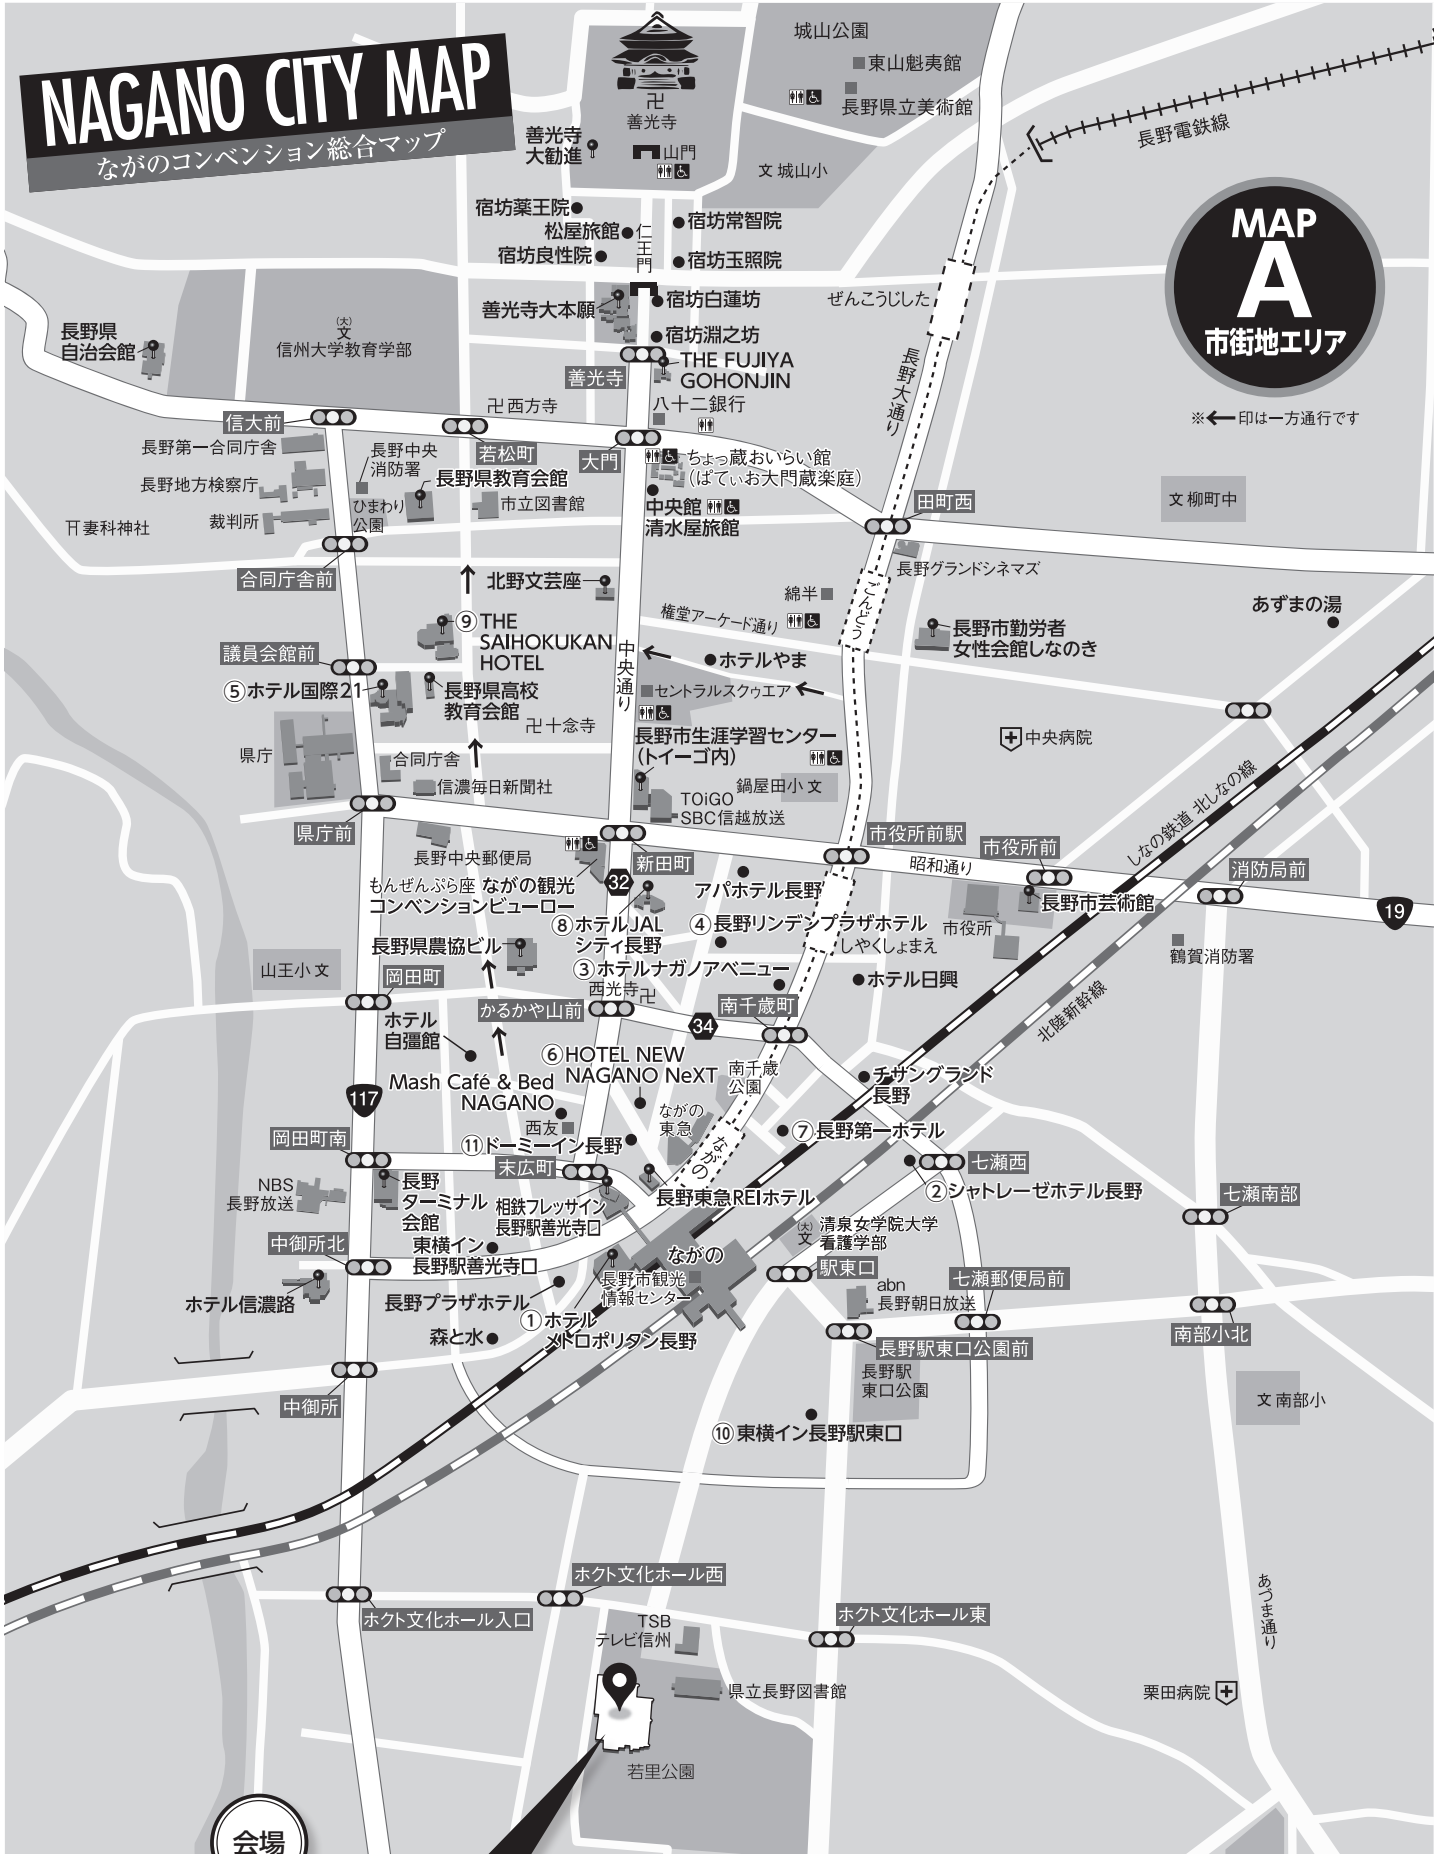 NAGANO CITY MAP
ながのコンベンション総合マップ
MAP
A
市街地エリア
※←印は一方通行です
城山公園
東山魁夷館
長野県立美術館
卍
善光寺
山門
善光寺
大勧進
文 城山小
長野電鉄線
宿坊薬王院
松屋旅館
宿坊良性院
仁王門
宿坊常智院
宿坊玉照院
善光寺大本願
宿坊白蓮坊
宿坊淵之坊
ぜんこうじした
長野大通り
長野県
自治会館
(大)
文
信州大学教育学部
善光寺
THE FUJIYA
GOHONJIN
八十二銀行
卍西方寺
信大前
若松町
大門
長野第一合同庁舎
長野中央
消防署
長野県教育会館
長野地方検察庁
ひまわり
公園
市立図書館
裁判所
妻科神社
ちょっ蔵おいらい館
(ぱてぃお大門蔵楽庭)
中央館
清水屋旅館
田町西
文 柳町中
合同庁舎前
北野文芸座
綿半
長野グランドシネマズ
ごんどう
権堂アーケード通り
あずまの湯
⑨THE
SAIHOKUKAN
HOTEL
中央通り
長野市勤労者
女性会館しなのき
議員会館前
⑤ホテル国際21
長野県高校
教育会館
ホテルやま
セントラルスクゥエア
卍十念寺
県庁
合同庁舎
信濃毎日新聞社
長野市生涯学習センター
(トイーゴ内)
TOiGO
SBC信越放送
鍋屋田小 文
中央病院
しなの鉄道 北しなの線
県庁前
長野中央郵便局
新田町
市役所前駅
昭和通り
市役所前
消防局前
もんぜんぷら座 ながの観光
コンベンションビューロー
32
アパホテル長野
長野市芸術館
市役所
19
⑧ホテルJAL
シティ長野
④長野リンデンプラザホテル
しやくしょまえ
鶴賀消防署
長野県農協ビル
③ホテルナガノアベニュー
西光寺卍
ホテル日興
山王小 文
岡田町
かるかや山前
南千歳町
34
北陸新幹線
ホテル
自彊館
⑥HOTEL NEW
NAGANO NeXT
南千歳
公園
チサングランド
長野
Mash Café & Bed
NAGANO
117
西友
ながの
東急
ながの
⑦長野第一ホテル
岡田町南
⑪ドーミーイン長野
末広町
七瀬西
NBS
長野放送
長野
ターミナル
会館
相鉄フレッサイン
長野駅善光寺口
長野東急REIホテル
②シャトレーゼホテル長野
七瀬南部
中御所北
東横イン
長野駅善光寺口
ながの
(大)
文
清泉女学院大学
看護学部
駅東口
ホテル信濃路
長野プラザホテル
長野市観光
情報センター
①ホテル
メトロポリタン長野
森と水
abn
長野朝日放送
七瀬郵便局前
長野駅東口公園前
南部小北
長野駅
東口公園
中御所
文 南部小
⑩東横イン長野駅東口
ホクト文化ホール西
ホクト文化ホール入口
ホクト文化ホール東
TSB
テレビ信州
あづま通り
県立長野図書館
栗田病院
若里公園
会場